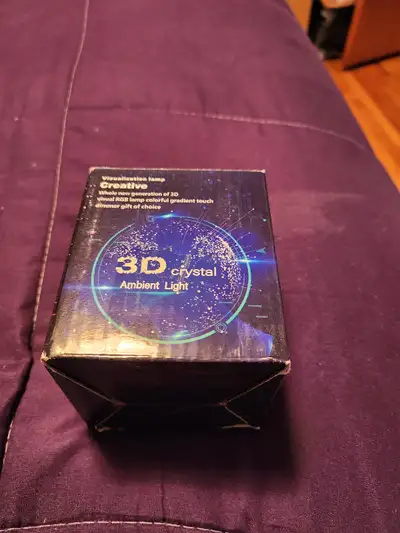 Visualization lamp
Creative
Whole new generation of 3D
visual RGB lamp colorful gradient touch
dimmer gift of choice
3D crystal
Ambient Light